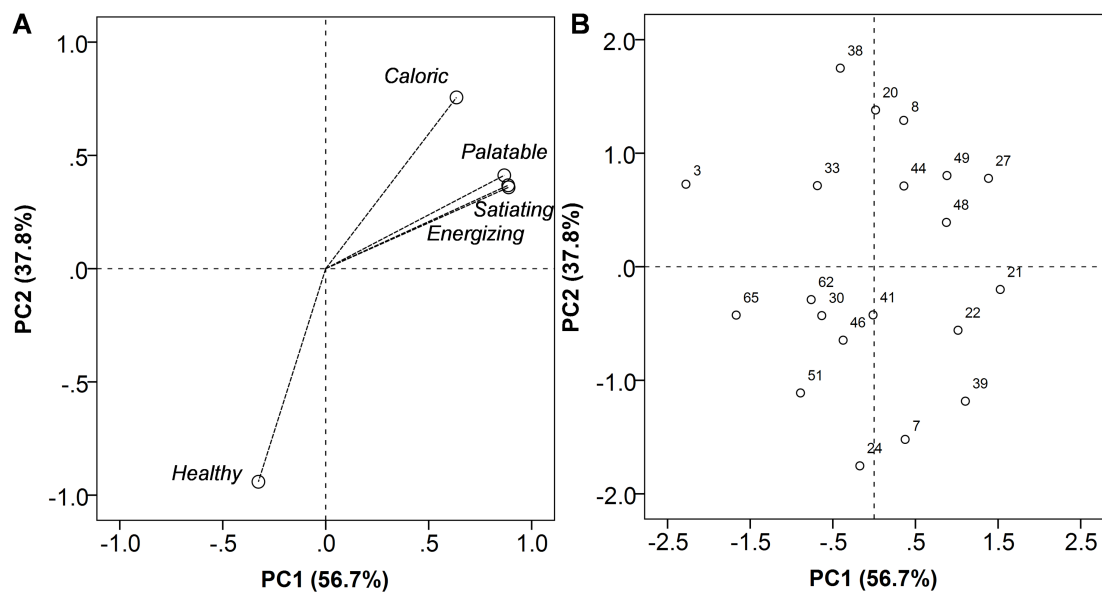 A
1.0
.5
.0
-.5
-1.0
PC2 (37.8%)
Caloric
Palatable
Satiating
Energizing
Healthy
-1.0 -.5 .0 .5 1.0
PC1 (56.7%)
B
2.0
1.0
.0
-1.0
-2.0
PC2 (37.8%)
38
20
8
3
33
44
49
27
48
21
65
62
30
41
46
22
51
39
7
24
-2.5 -1.5 -.5 .5 1.5 2.5
PC1 (56.7%)